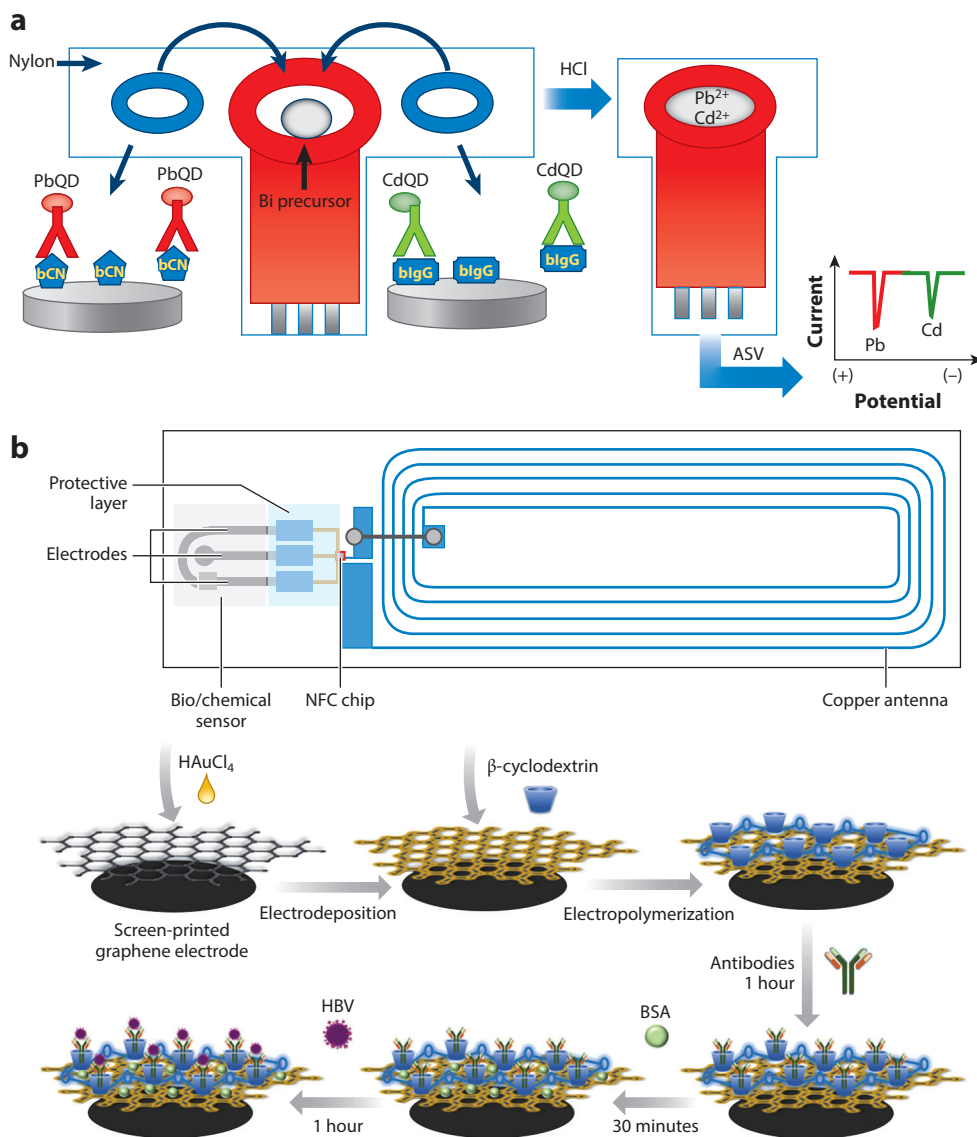 a
Nylon
HCl
Pb²⁺
Cd²⁺
PbQD
PbQD
Bi precursor
CdQD
CdQD
bCN
bCN
bCN
bIgG
bIgG
bIgG
ASV
Current
Pb
Cd
(+)
(−)
Potential
b
Protective
layer
Electrodes
Bio/chemical
sensor
NFC chip
Copper antenna
HAuCl₄
β-cyclodextrin
Electrodeposition
Electropolymerization
Screen-printed
graphene electrode
Antibodies
1 hour
HBV
BSA
1 hour
30 minutes